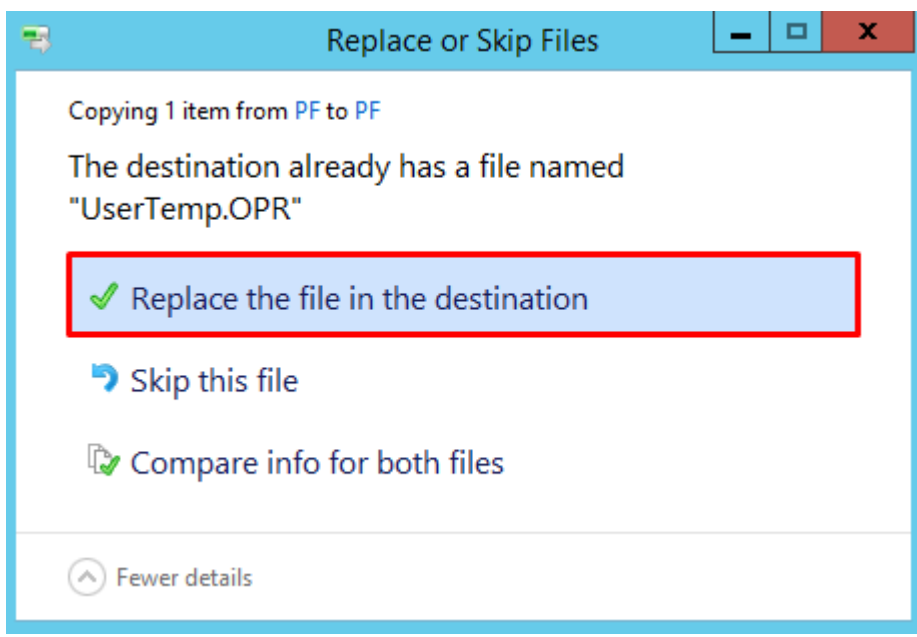 Replace or Skip Files
Copying 1 item from PF to PF
The destination already has a file named
"UserTemp.OPR"
Replace the file in the destination
Skip this file
Compare info for both files
Fewer details